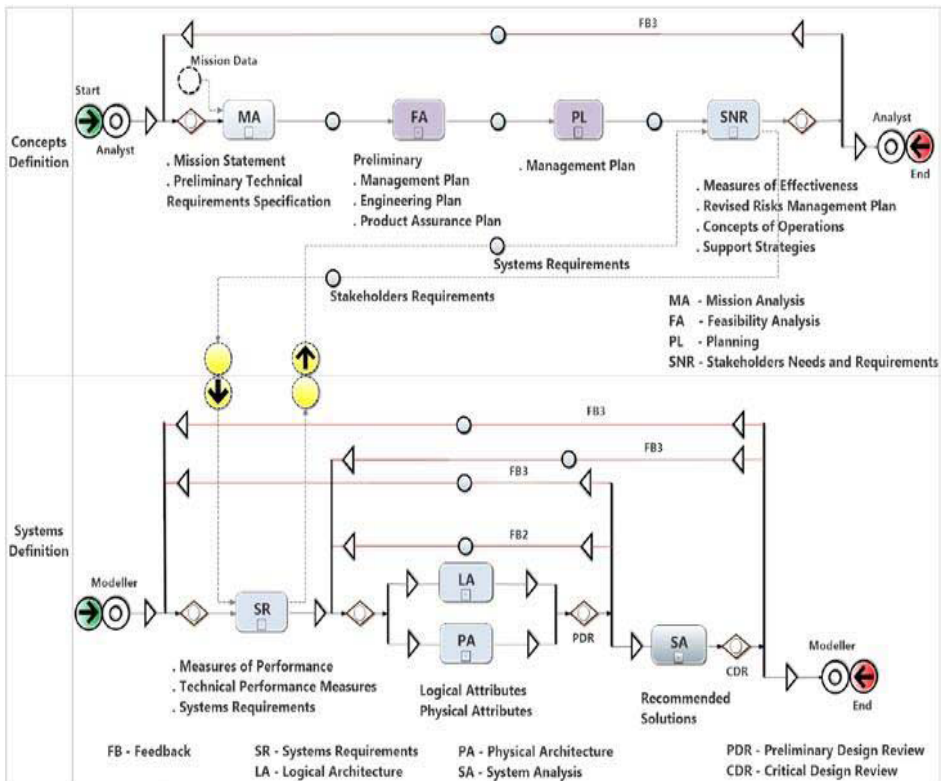 FB3
Mission Data
Start
Analyst
MA
FA
PL
SNR
Analyst
End
Concepts
Definition
. Mission Statement
. Preliminary Technical
Requirements Specification
Preliminary
. Management Plan
. Engineering Plan
. Product Assurance Plan
. Management Plan
. Measures of Effectiveness
. Revised Risks Management Plan
. Concepts of Operations
. Support Strategies
Systems Requirements
Stakeholders Requirements
MA - Mission Analysis
FA - Feasibility Analysis
PL - Planning
SNR - Stakeholders Needs and Requirements
FB3
FB3
FB3
FB2
Systems
Definition
Modeller
SR
LA
PA
PDR
SA
CDR
Modeller
End
. Measures of Performance
. Technical Performance Measures
. Systems Requirements
Logical Attributes
Physical Attributes
Recommended
Solutions
FB - Feedback
SR - Systems Requirements
LA - Logical Architecture
PA - Physical Architecture
SA - System Analysis
PDR - Preliminary Design Review
CDR - Critical Design Review